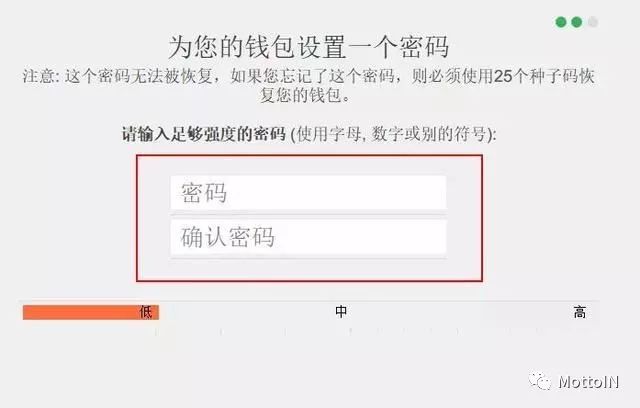 为您的钱包设置一个密码
注意: 这个密码无法被恢复，如果您忘记了这个密码，则必须使用25个种子码恢
复您的钱包。
请输入足够强度的密码 (使用字母, 数字或别的符号):
密码
确认密码
低 中 高
MottoIN